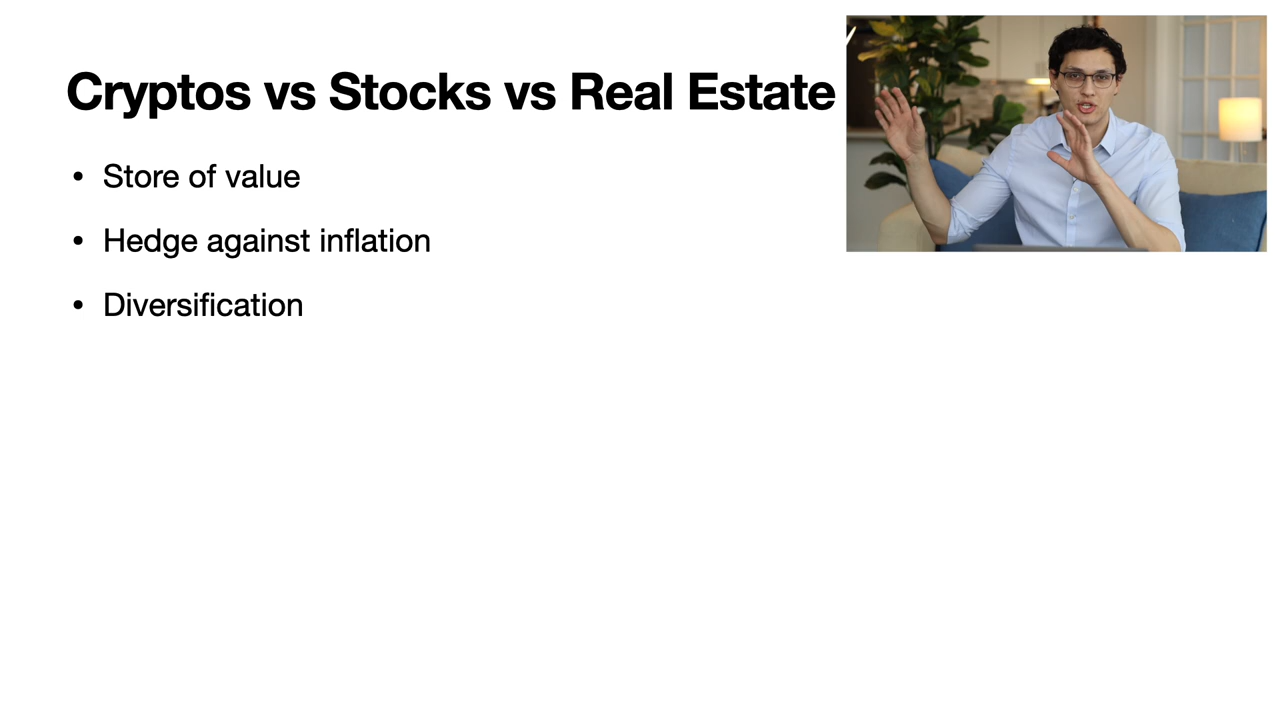 Cryptos vs Stocks vs Real Estate
• Store of value
• Hedge against inflation
• Diversification